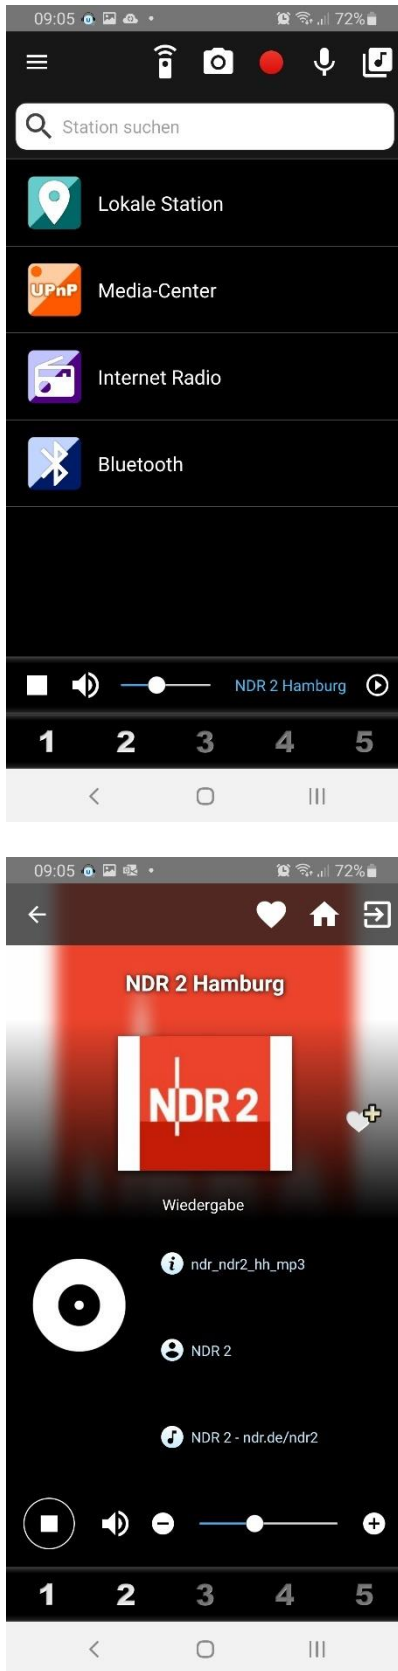 09:05
72%
Station suchen
Lokale Station
UPnP
Media-Center
Internet Radio
Bluetooth
NDR 2 Hamburg
1 2 3 4 5
09:05
72%
NDR 2 Hamburg
NDR 2
Wiedergabe
ndr_ndr2_hh_mp3
NDR 2
NDR 2 - ndr.de/ndr2
1 2 3 4 5